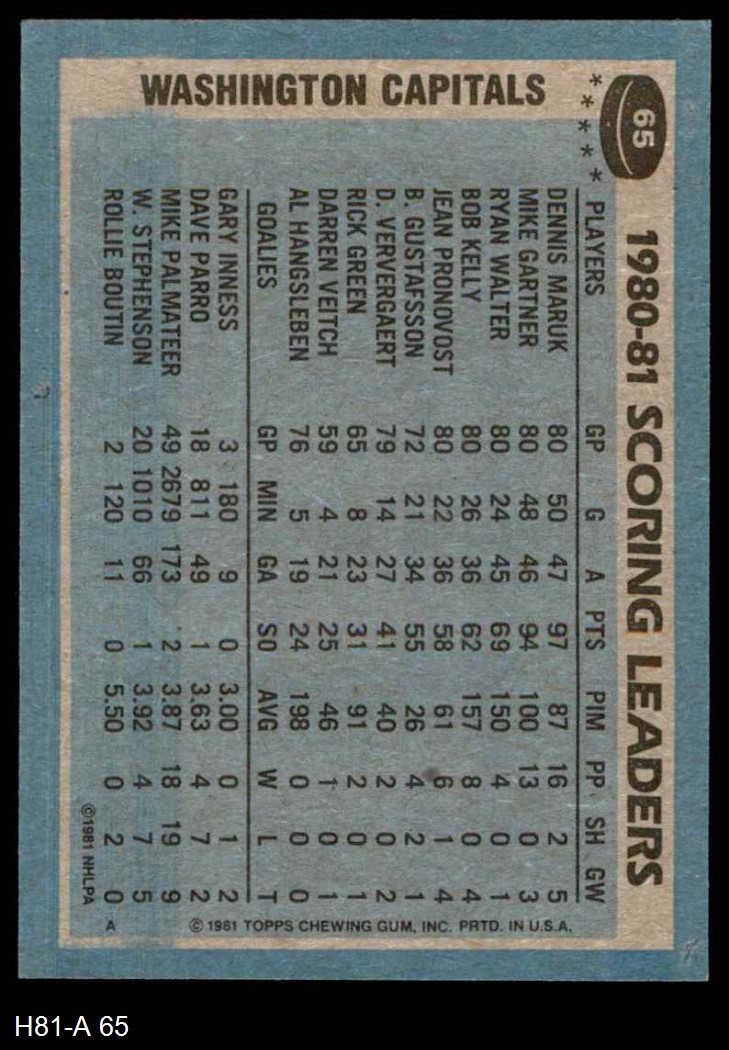 65
1980-81 SCORING LEADERS
WASHINGTON CAPITALS
★ ★ ★ ★ ★
PLAYERS GP G A PTS PIM PP SH GW
DENNIS MARUK 80 50 47 97 87 16 2 5
MIKE GARTNER 80 48 46 94 100 13 0 3
RYAN WALTER 80 24 45 69 150 4 0 1
BOB KELLY 80 26 36 62 157 8 0 4
JEAN PRONOVOST 80 22 36 58 61 6 1 4
B. GUSTAFSSON 72 21 34 55 26 4 2 1
D. VERVERGAERT 79 14 27 41 40 2 0 2
RICK GREEN 65 8 23 31 91 2 0 1
DARREN VEITCH 59 4 21 25 46 1 0 1
AL HANGSLEBEN 76 5 19 24 198 0 0 0
GOALIES GP MIN GA SO AVG W L T
GARY INNESS 3 180 9 0 3.00 0 1 2
DAVE PARRO 18 811 49 1 3.63 4 7 2
MIKE PALMATEER 49 2679 173 2 3.87 18 19 9
W. STEPHENSON 20 1010 66 1 3.92 4 7 5
ROLLIE BOUTIN 2 120 11 0 5.50 0 2 0
© 1981 TOPPS CHEWING GUM, INC. PRTD. IN U.S.A.
©1981 NHLPA
A
H81-A 65